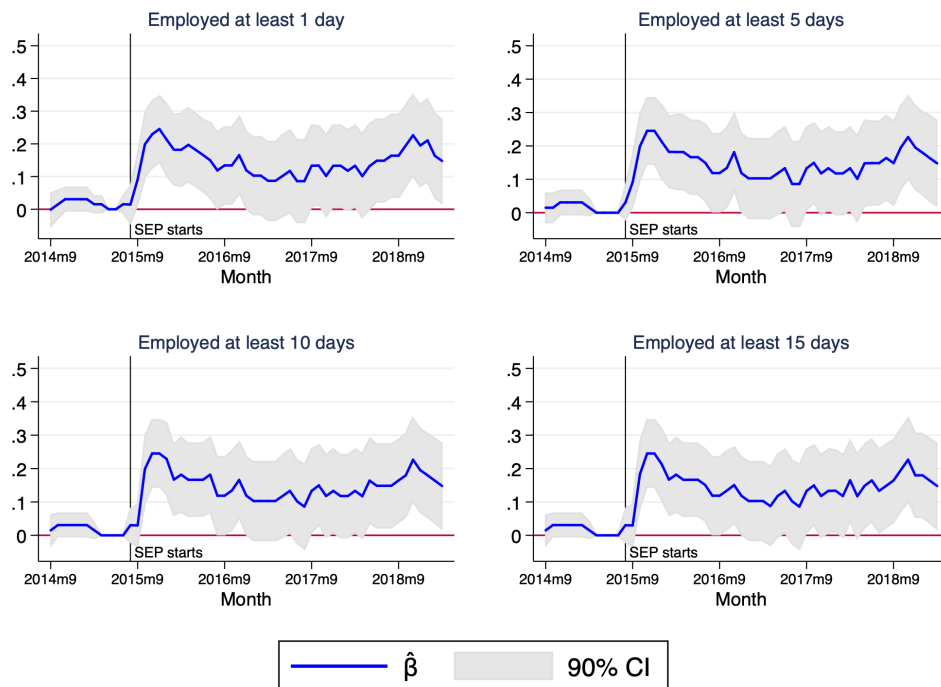 Employed at least 1 day
.5
.4
.3
.2
.1
0
SEP starts
2014m9 2015m9 2016m9 2017m9 2018m9
Month
Employed at least 5 days
.5
.4
.3
.2
.1
0
SEP starts
2014m9 2015m9 2016m9 2017m9 2018m9
Month
Employed at least 10 days
.5
.4
.3
.2
.1
0
SEP starts
2014m9 2015m9 2016m9 2017m9 2018m9
Month
Employed at least 15 days
.5
.4
.3
.2
.1
0
SEP starts
2014m9 2015m9 2016m9 2017m9 2018m9
Month
β̂ 90% CI